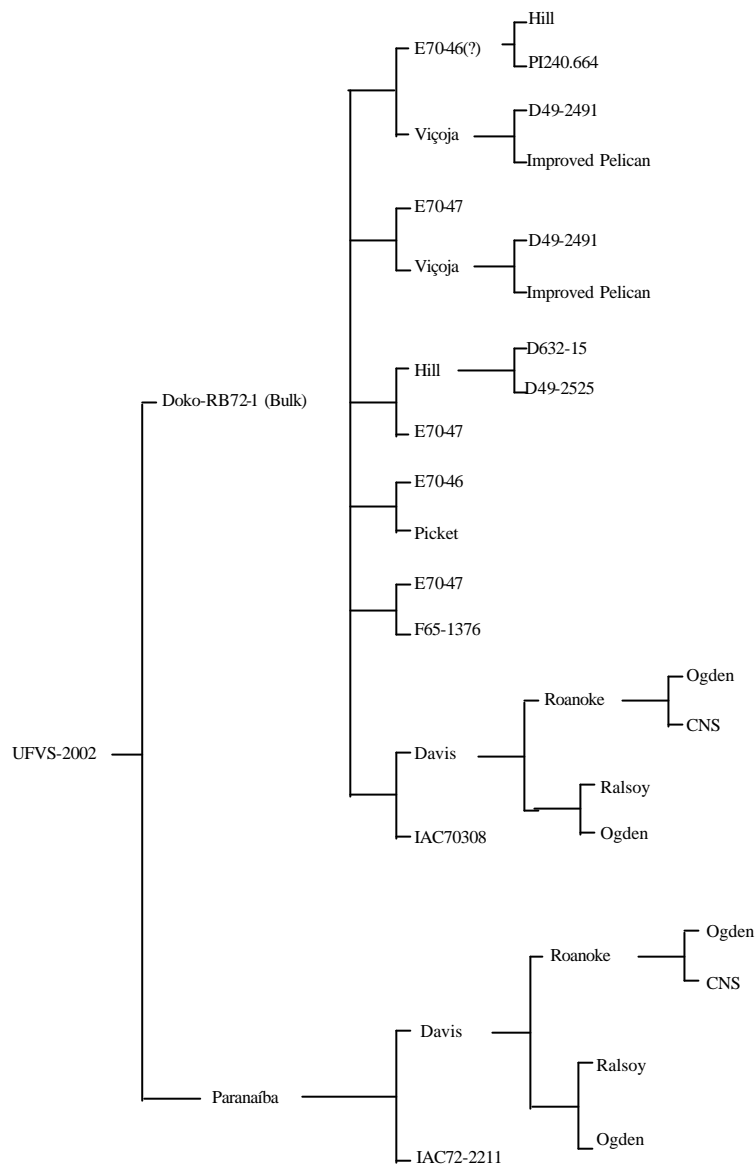 Hill
E70-46(?)
PI240.664
D49-2491
Viçoja
Improved Pelican
E70-47
D49-2491
Viçoja
Improved Pelican
D632-15
Hill
D49-2525
Doko-RB72-1 (Bulk)
E70-47
E70-46
Picket
E70-47
F65-1376
Ogden
Roanoke
CNS
UFVS-2002
Davis
Ralsoy
IAC70308
Ogden
Ogden
Roanoke
CNS
Davis
Ralsoy
Paranaíba
Ogden
IAC72-2211